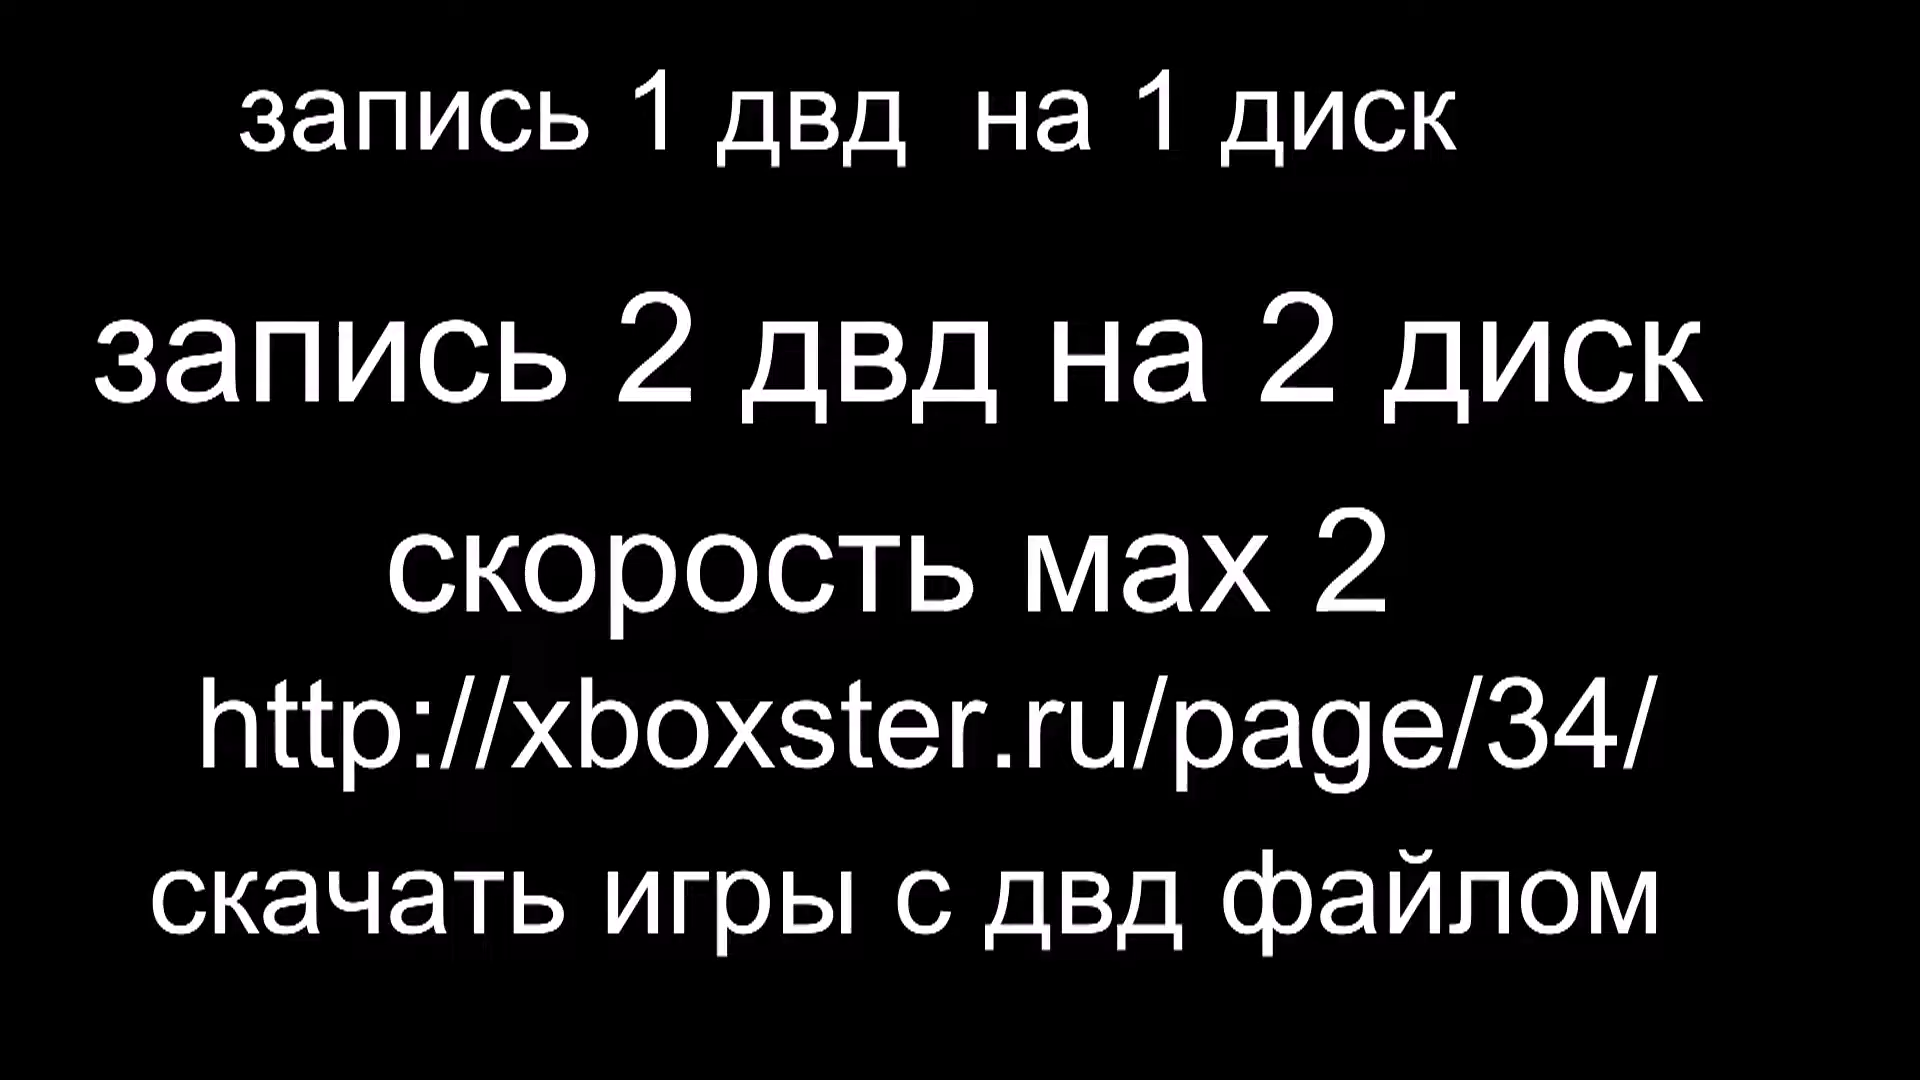 запись 1 двд на 1 диск
запись 2 двд на 2 диск
скорость мах 2
http://xboxster.ru/page/34/
скачать игры с двд файлом